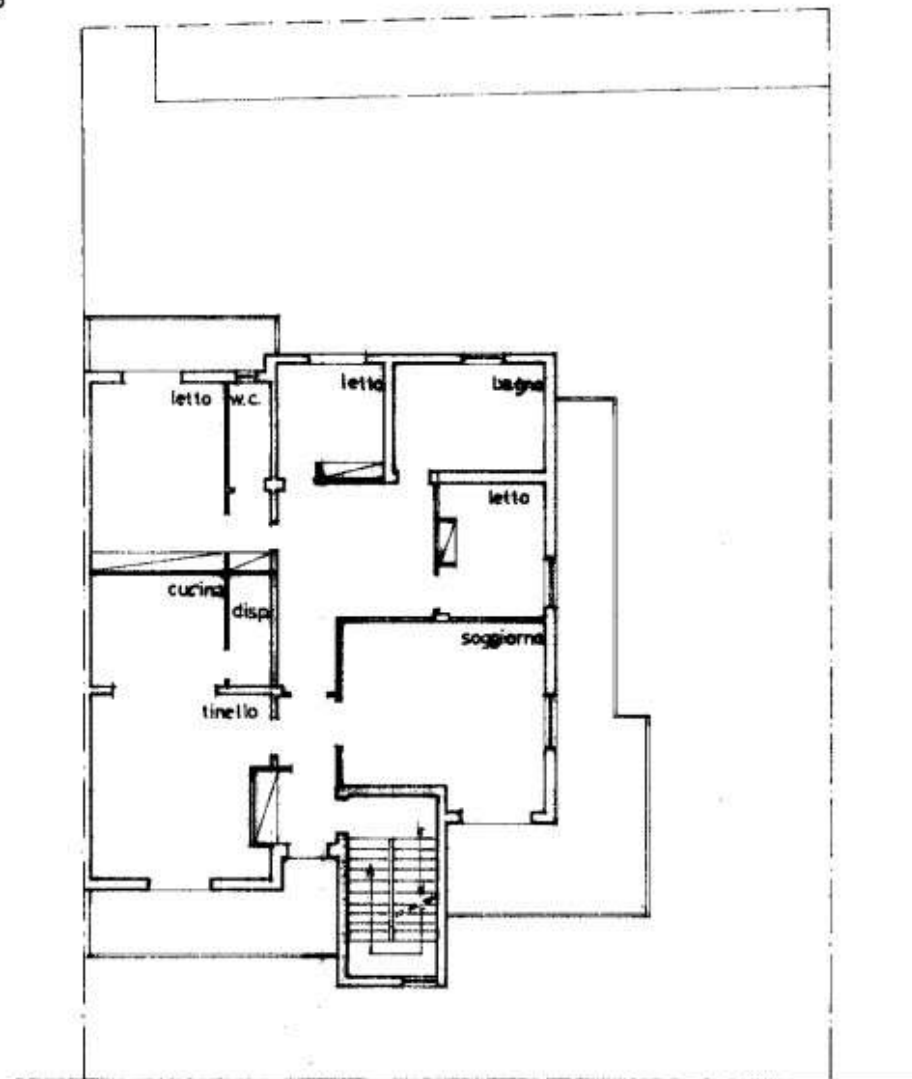 letto
bagno
letto
w.c.
letto
cucina
disp.
soggiorno
tinello